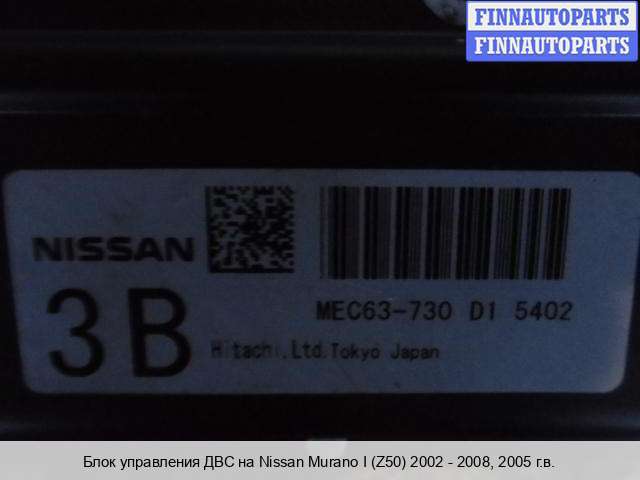 FINNAUTOPARTS
FINNAUTOPARTS
NISSAN
3B
MEC63-730 D1 5402
Hitachi,Ltd.Tokyo Japan
Блок управления ДВС на Nissan Murano I (Z50) 2002 - 2008, 2005 г.в.